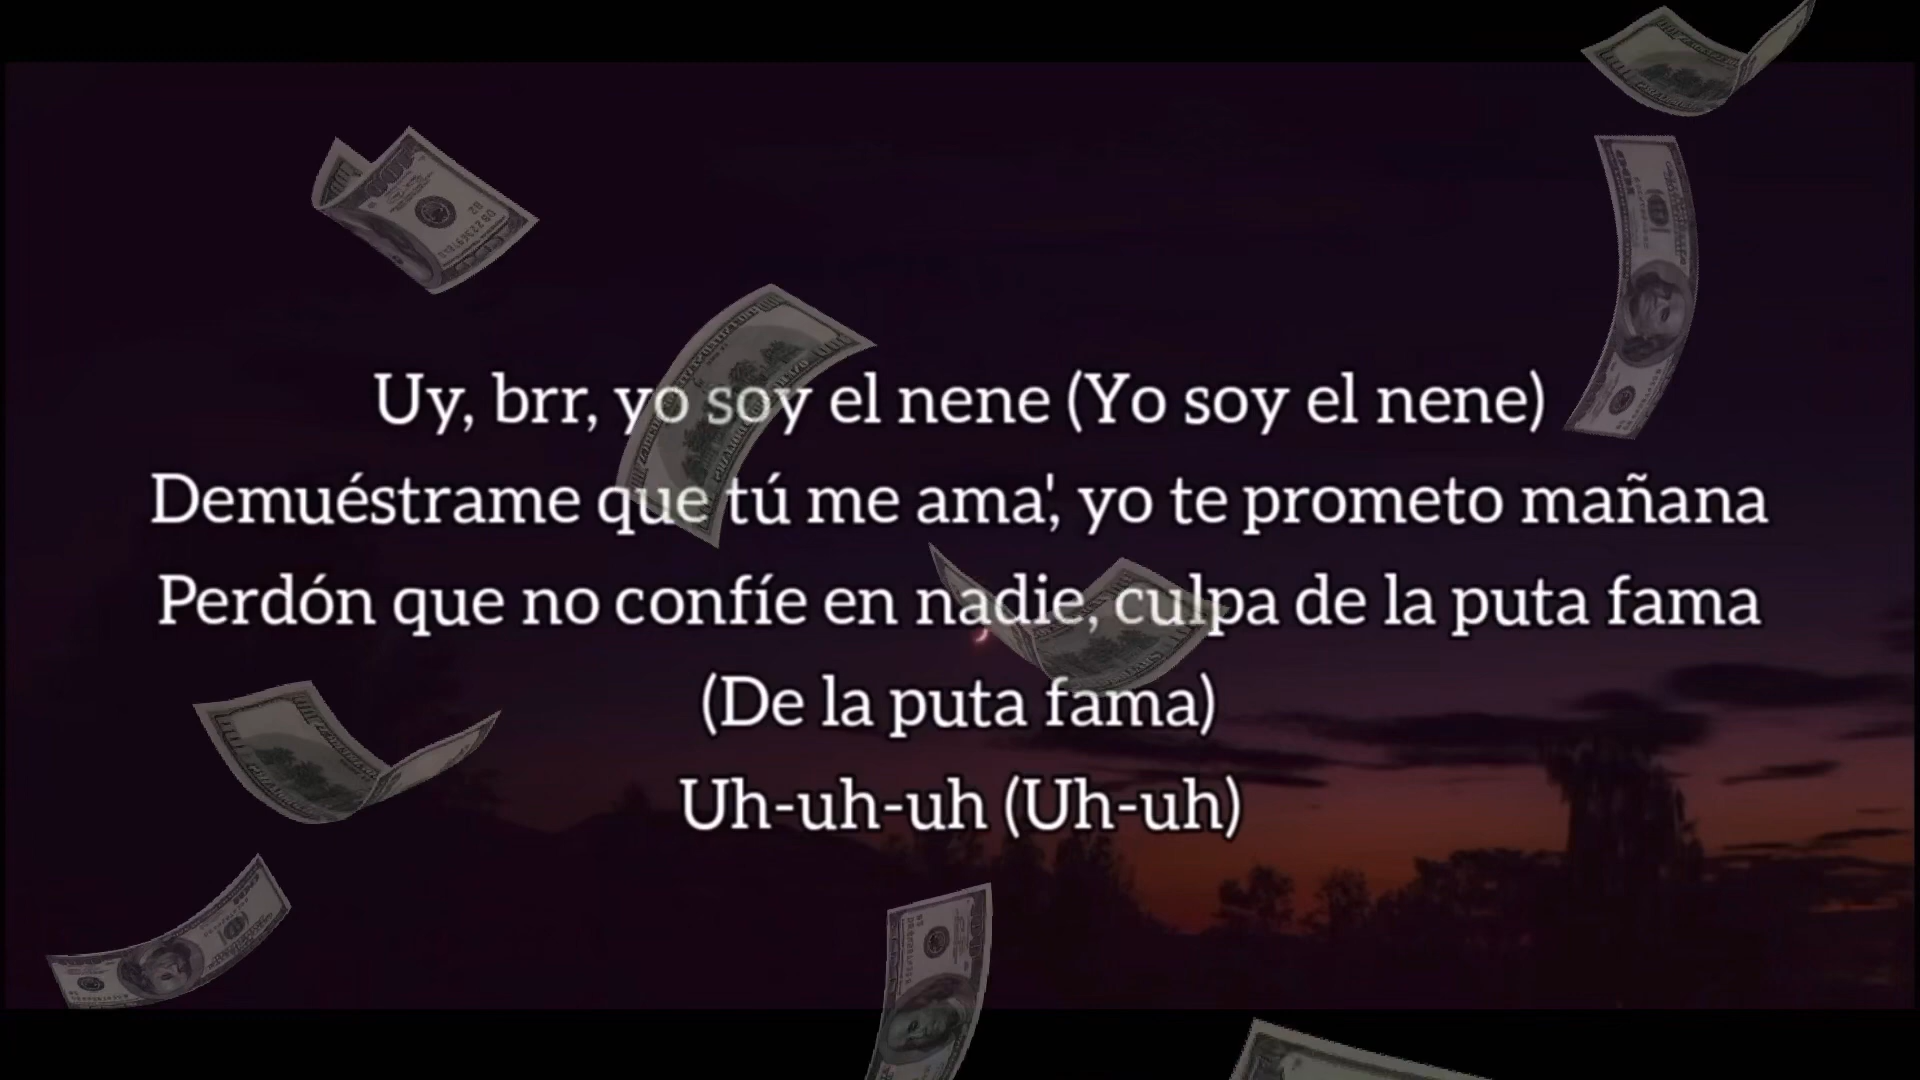 Uy, brr, yo soy el nene (Yo soy el nene)
Demuéstrame que tú me ama', yo te prometo mañana
Perdón que no confíe en nadie, culpa de la puta fama
(De la puta fama)
Uh-uh-uh (Uh-uh)